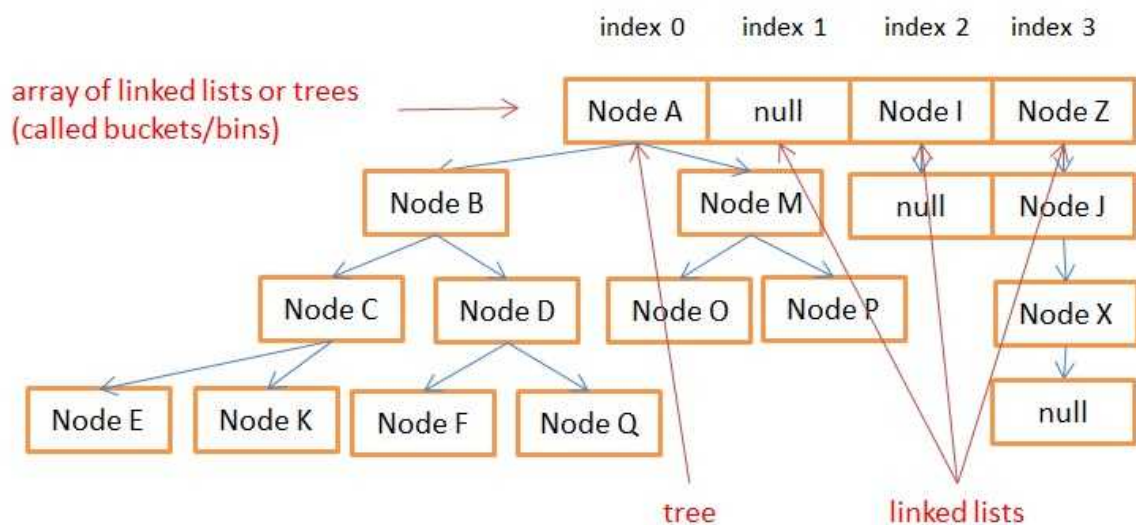 index 0 index 1 index 2 index 3
array of linked lists or trees
(called buckets/bins)
Node A null Node I Node Z
Node B Node M null Node J
Node C Node D Node O Node P Node X
Node E Node K Node F Node Q null
tree linked lists